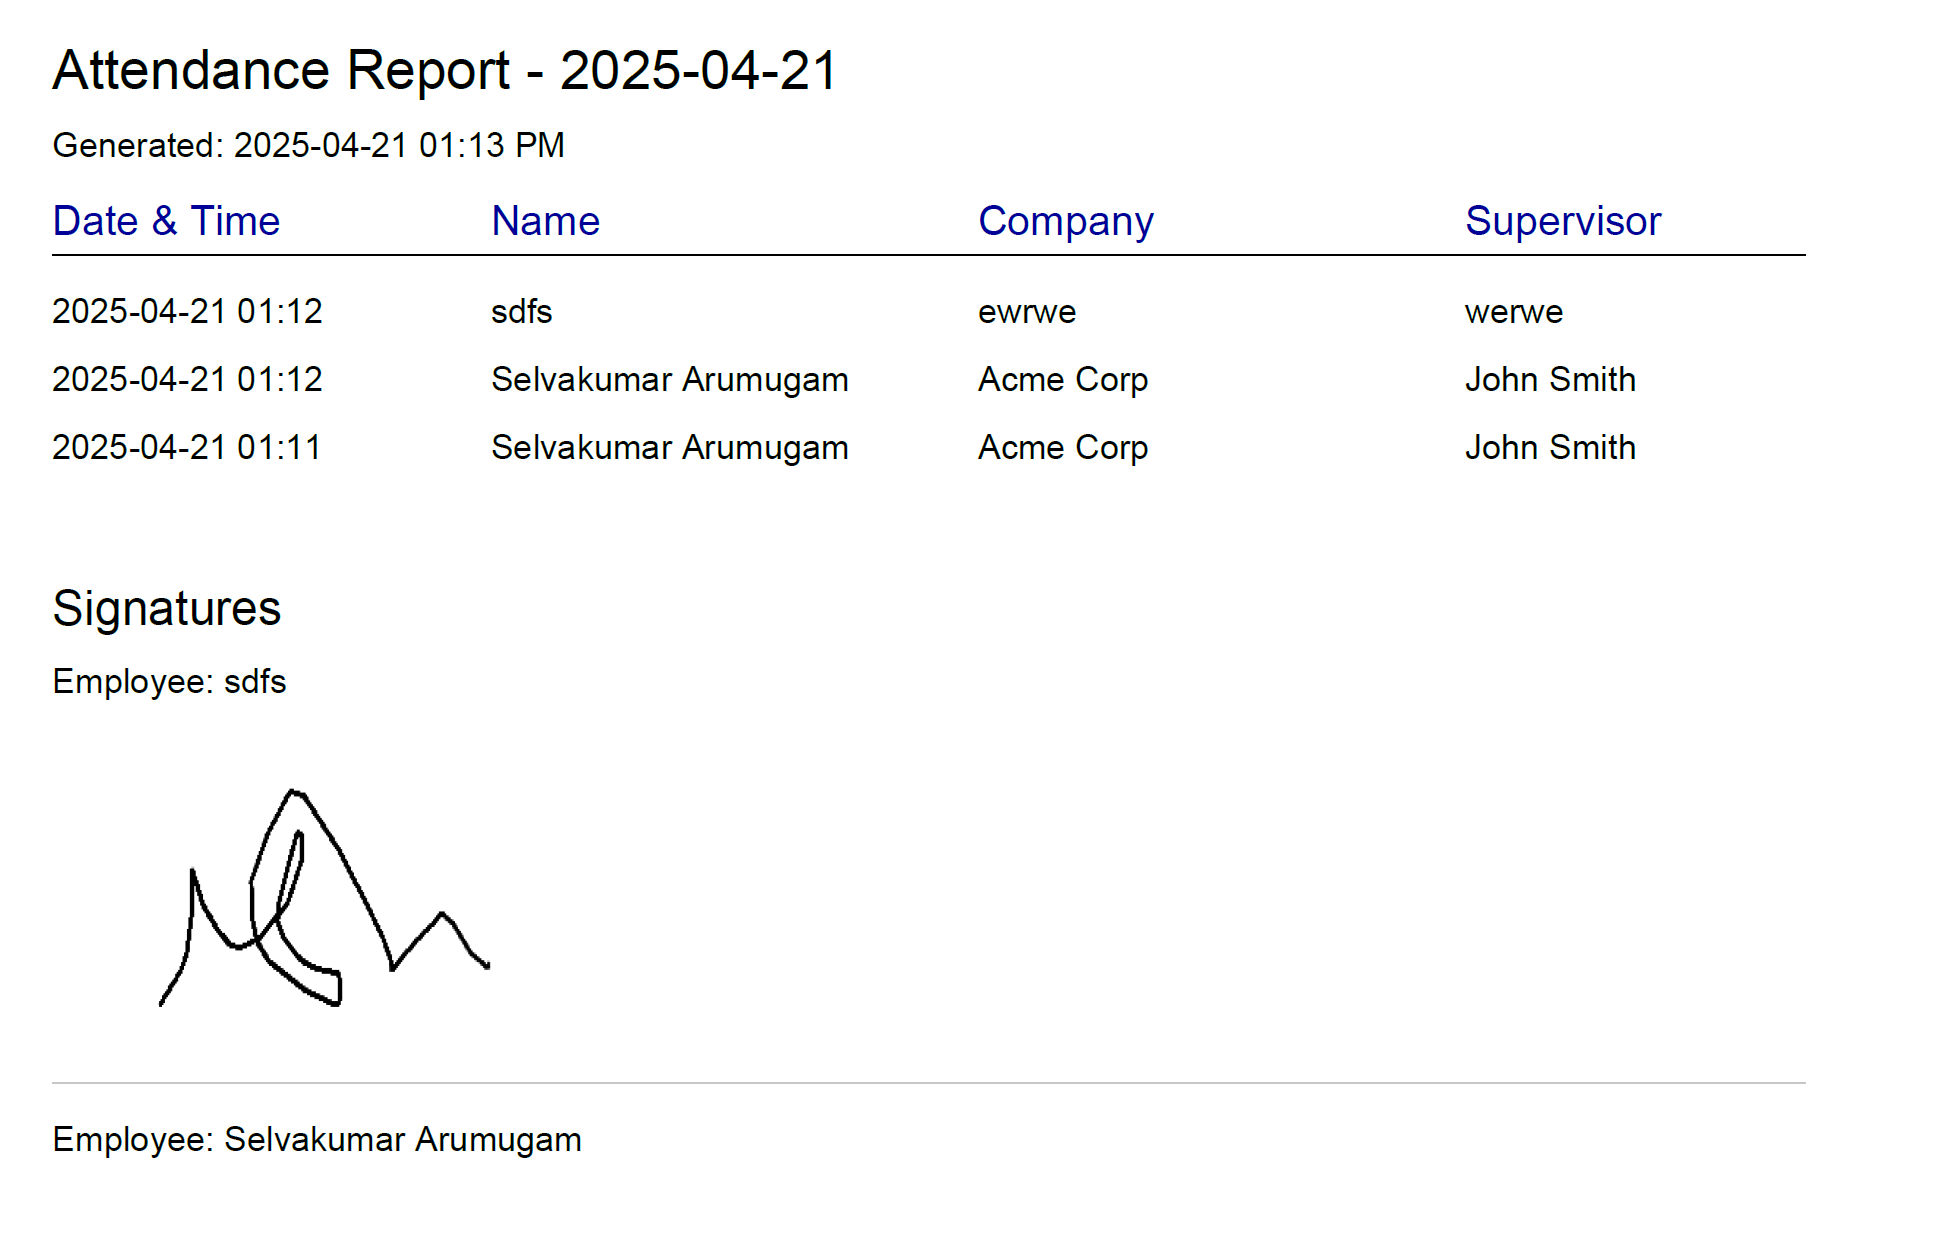 Attendance Report - 2025-04-21
Generated: 2025-04-21 01:13 PM
Date & Time Name Company Supervisor
2025-04-21 01:12 sdfs ewrwe werwe
2025-04-21 01:12 Selvakumar Arumugam Acme Corp John Smith
2025-04-21 01:11 Selvakumar Arumugam Acme Corp John Smith
Signatures
Employee: sdfs
Employee: Selvakumar Arumugam